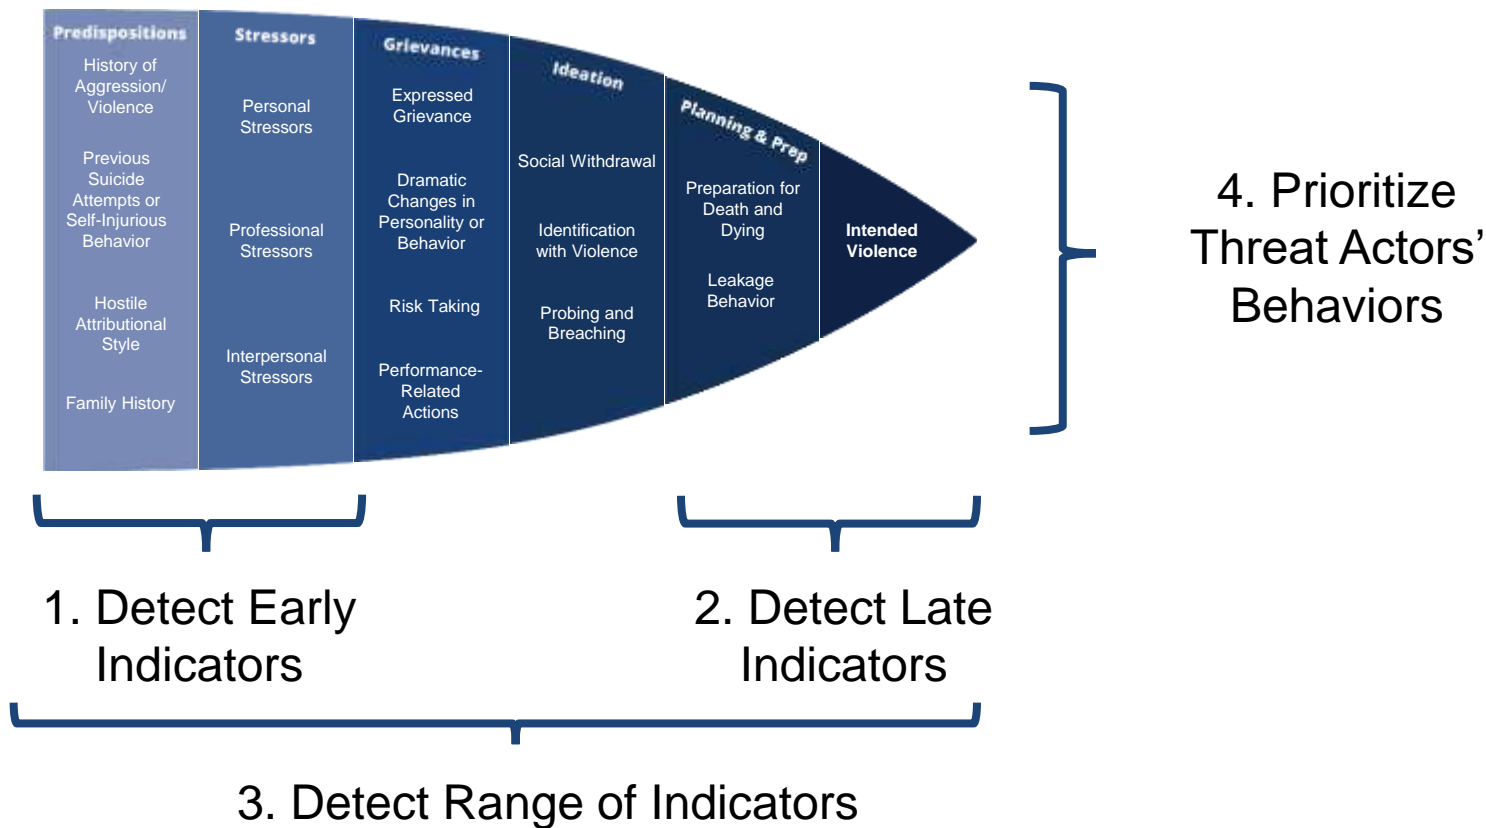 Predispositions
History of
Aggression/
Violence
Previous
Suicide
Attempts or
Self-Injurious
Behavior
Hostile
Attributional
Style
Family History
Stressors
Personal
Stressors
Professional
Stressors
Interpersonal
Stressors
Grievances
Expressed
Grievance
Dramatic
Changes in
Personality or
Behavior
Risk Taking
Performance-
Related
Actions
Ideation
Social Withdrawal
Identification
with Violence
Probing and
Breaching
Planning & Prep
Preparation for
Death and
Dying
Leakage
Behavior
Intended
Violence
4. Prioritize
Threat Actors’
Behaviors
1. Detect Early
Indicators
2. Detect Late
Indicators
3. Detect Range of Indicators